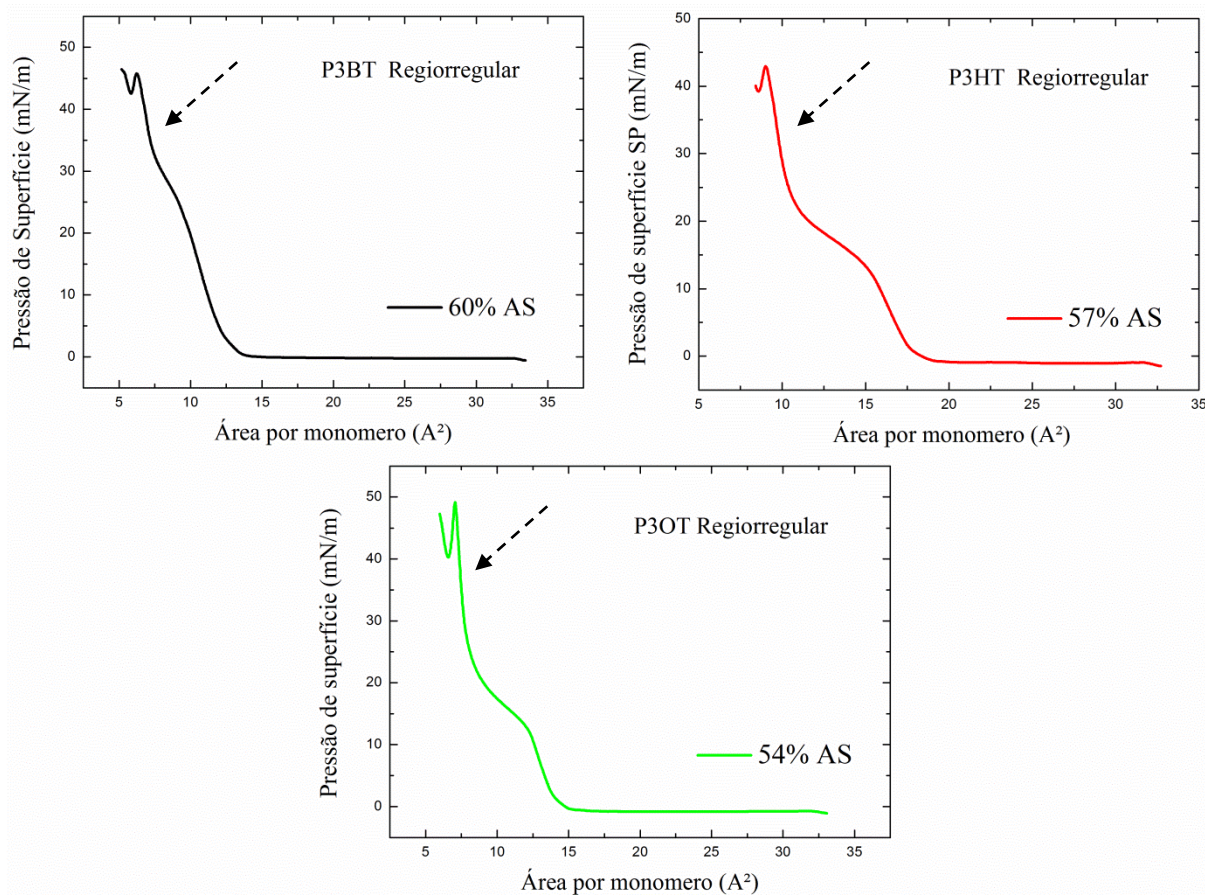 P3BT Regiorregular
Pressão de Superfície (mN/m)
50
40
30
20
10
0
60% AS
5 10 15 20 25 30 35
Área por monomero (A²)
P3HT Regiorregular
Pressão de superfície SP (mN/m)
50
40
30
20
10
0
57% AS
5 10 15 20 25 30 35
Área por monomero (A²)
P3OT Regiorregular
Pressão de superfície (mN/m)
50
40
30
20
10
0
54% AS
5 10 15 20 25 30 35
Área por monomero (A²)